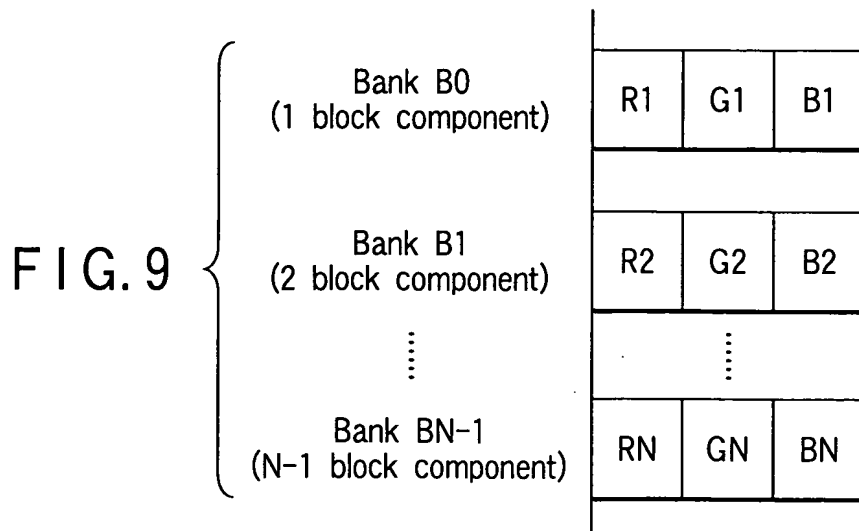 Bank B0
(1 block component)
R1 G1 B1
FIG. 9
Bank B1
(2 block component)
R2 G2 B2
Bank BN-1
(N-1 block component)
RN GN BN